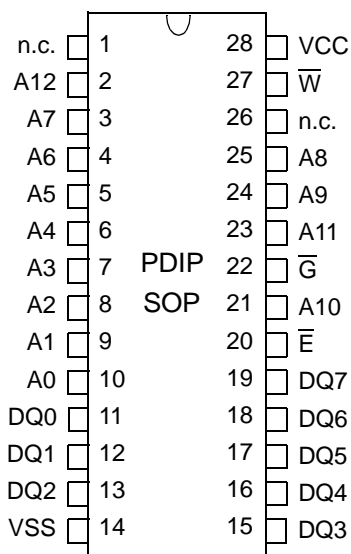 n.c. 1 28 VCC
A12 2 27 W̅
A7 3 26 n.c.
A6 4 25 A8
A5 5 24 A9
A4 6 23 A11
A3 7 PDIP 22 G̅
A2 8 SOP 21 A10
A1 9 20 E̅
A0 10 19 DQ7
DQ0 11 18 DQ6
DQ1 12 17 DQ5
DQ2 13 16 DQ4
VSS 14 15 DQ3